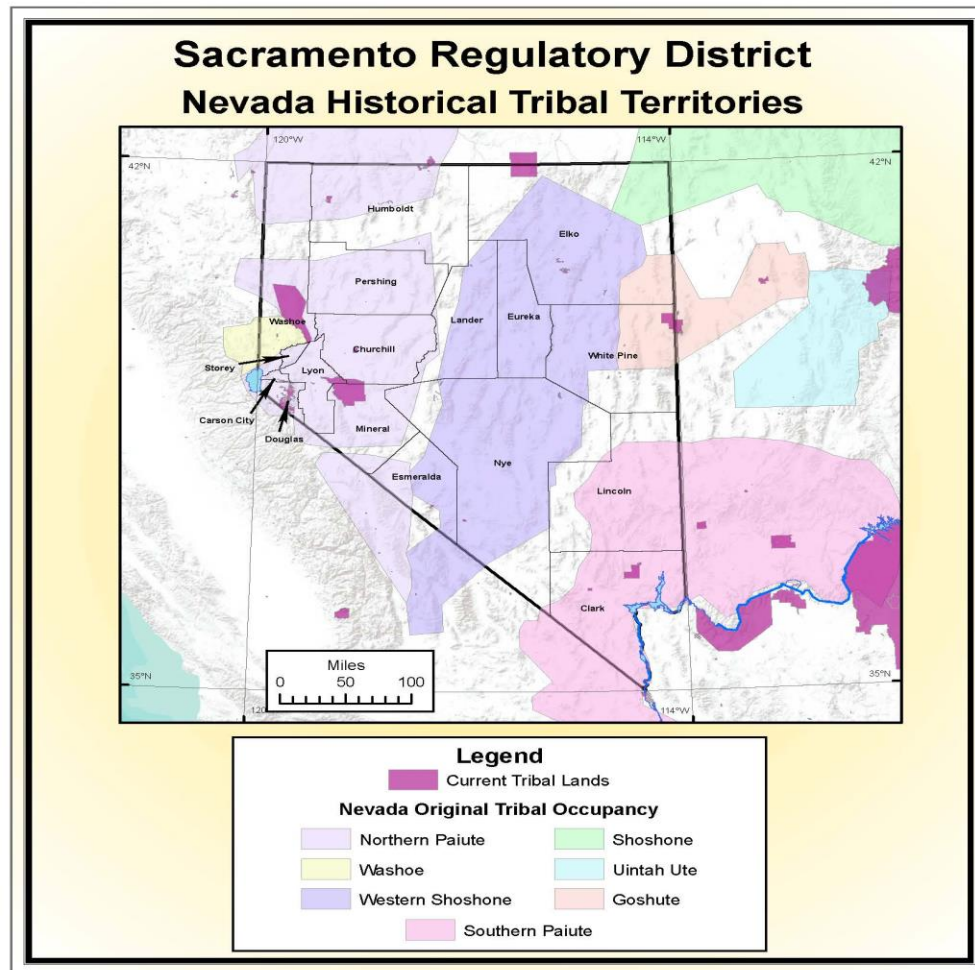 Sacramento Regulatory District
Nevada Historical Tribal Territories
120°W
114°W
42°N
42°N
Humboldt
Elko
Pershing
Washoe
Lander
Eureka
Storey
Lyon
Churchill
White Pine
Carson City
Douglas
Mineral
Esmeralda
Nye
Lincoln
Clark
Miles
0 50 100
35°N
35°N
120
114°W
Legend
Current Tribal Lands
Nevada Original Tribal Occupancy
Northern Paiute
Shoshone
Washoe
Uintah Ute
Western Shoshone
Goshute
Southern Paiute